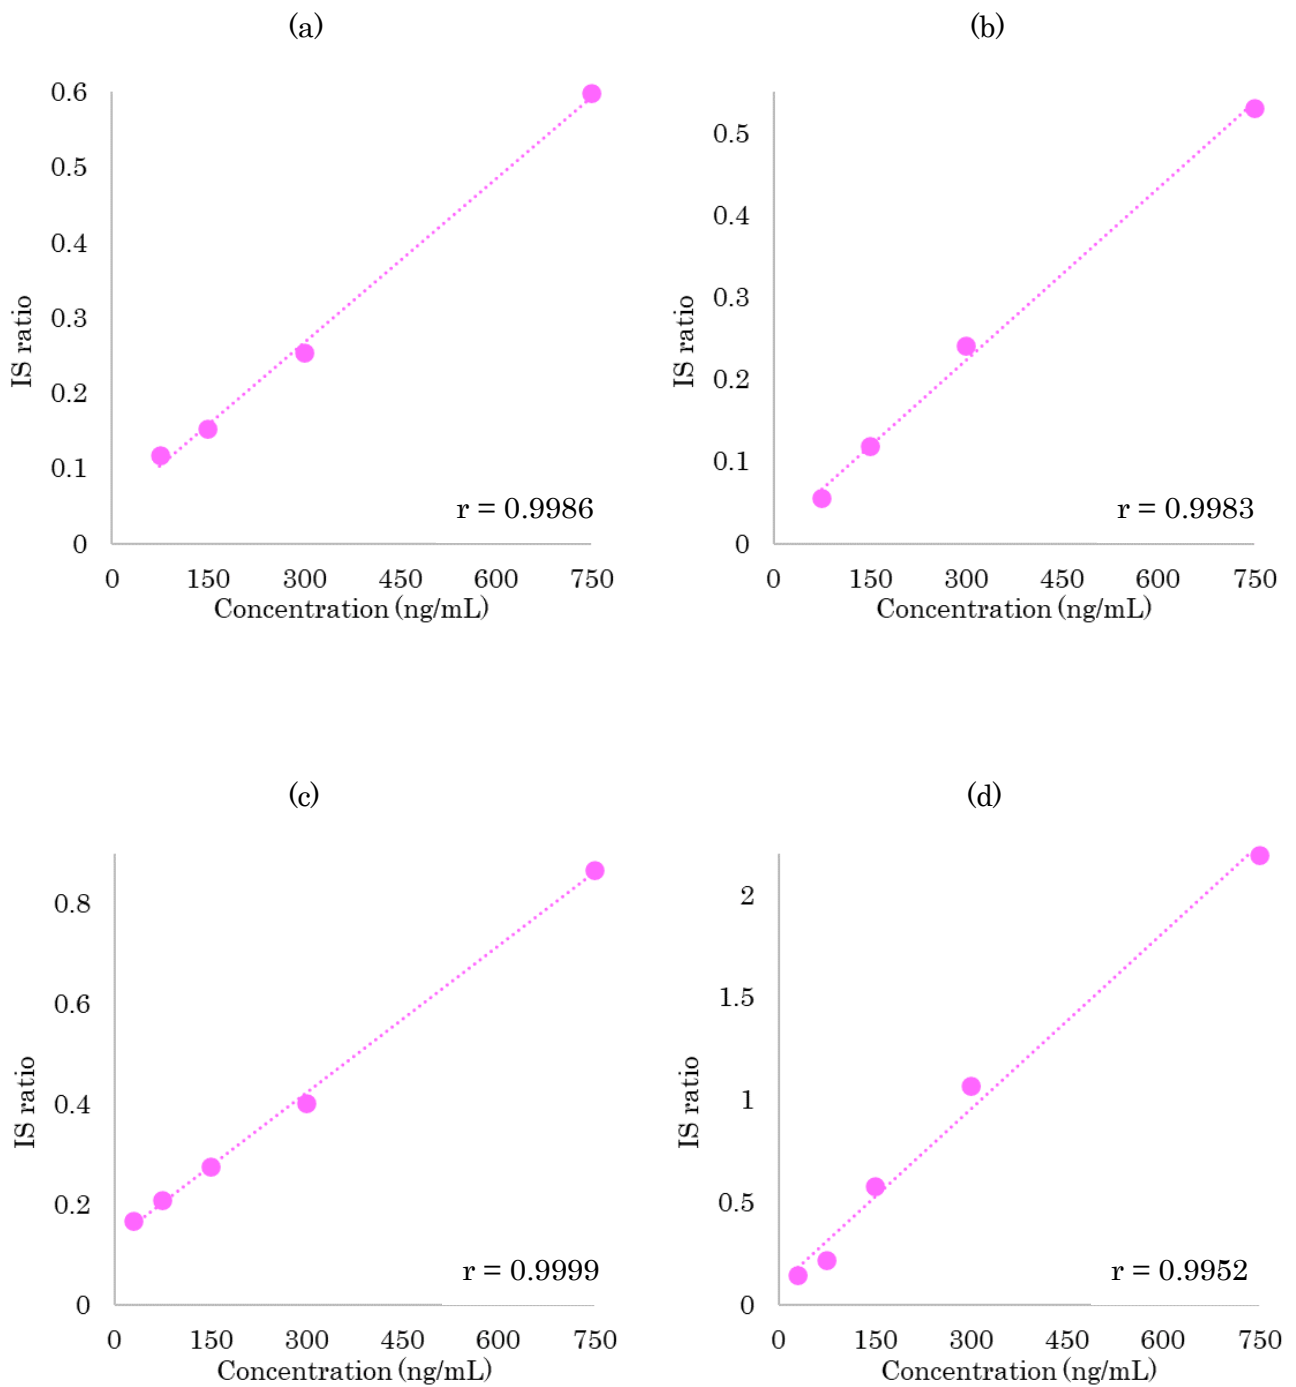 (a)
0.6
0.5
0.4
0.3
0.2
0.1
0
IS ratio
r = 0.9986
0 150 300 450 600 750
Concentration (ng/mL)
(b)
0.5
0.4
0.3
0.2
0.1
0
IS ratio
r = 0.9983
0 150 300 450 600 750
Concentration (ng/mL)
(c)
0.8
0.6
0.4
0.2
0
IS ratio
r = 0.9999
0 150 300 450 600 750
Concentration (ng/mL)
(d)
2
1.5
1
0.5
0
IS ratio
r = 0.9952
0 150 300 450 600 750
Concentration (ng/mL)